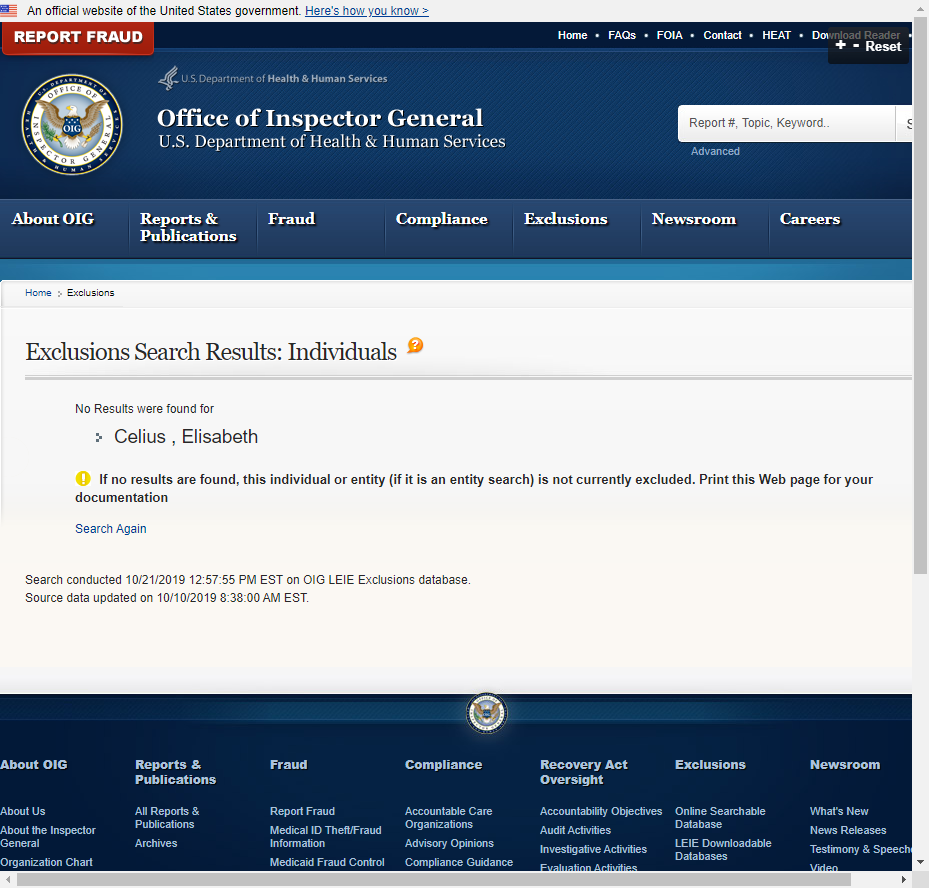 An official website of the United States government. Here's how you know >
REPORT FRAUD
Home • FAQs • FOIA • Contact • HEAT • Download Reader •
+ - Reset
U.S. Department of Health & Human Services
Office of Inspector General
U.S. Department of Health & Human Services
OIG
Report #, Topic, Keyword..
Advanced
About OIG
Reports & Publications
Fraud
Compliance
Exclusions
Newsroom
Careers
Home
Exclusions
Exclusions Search Results: Individuals
No Results were found for
Celius , Elisabeth
If no results are found, this individual or entity (if it is an entity search) is not currently excluded. Print this Web page for your
documentation
Search Again
Search conducted 10/21/2019 12:57:55 PM EST on OIG LEIE Exclusions database.
Source data updated on 10/10/2019 8:38:00 AM EST.
About OIG
About Us
About the Inspector
General
Organization Chart
Reports &
Publications
All Reports &
Publications
Archives
Fraud
Report Fraud
Medical ID Theft/Fraud
Information
Medicaid Fraud Control
Compliance
Accountable Care
Organizations
Advisory Opinions
Compliance Guidance
Recovery Act
Oversight
Accountability Objectives
Audit Activities
Investigative Activities
Evaluation Activities
Exclusions
Online Searchable
Database
LEIE Downloadable
Databases
Newsroom
What's New
News Releases
Testimony & Speeche
Video